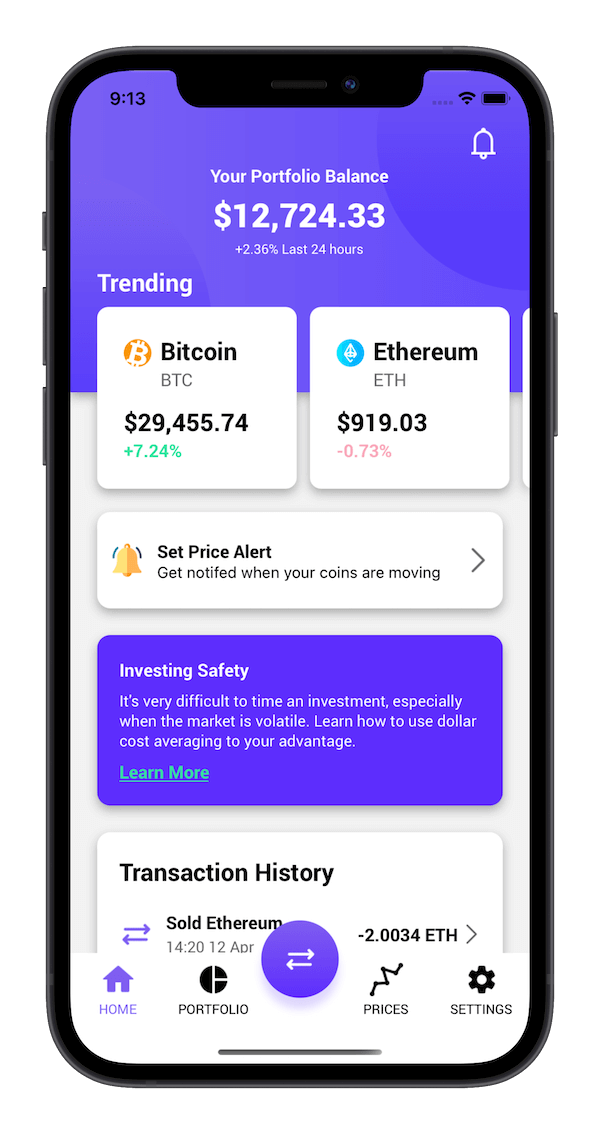 9:13
Your Portfolio Balance
$12,724.33
+2.36% Last 24 hours
Trending
Bitcoin
BTC
$29,455.74
+7.24%
Ethereum
ETH
$919.03
-0.73%
Set Price Alert
Get notifed when your coins are moving
Investing Safety
It's very difficult to time an investment, especially
when the market is volatile. Learn how to use dollar
cost averaging to your advantage.
Learn More
Transaction History
Sold Ethereum
14:20 12 Apr
-2.0034 ETH
HOME
PORTFOLIO
PRICES
SETTINGS